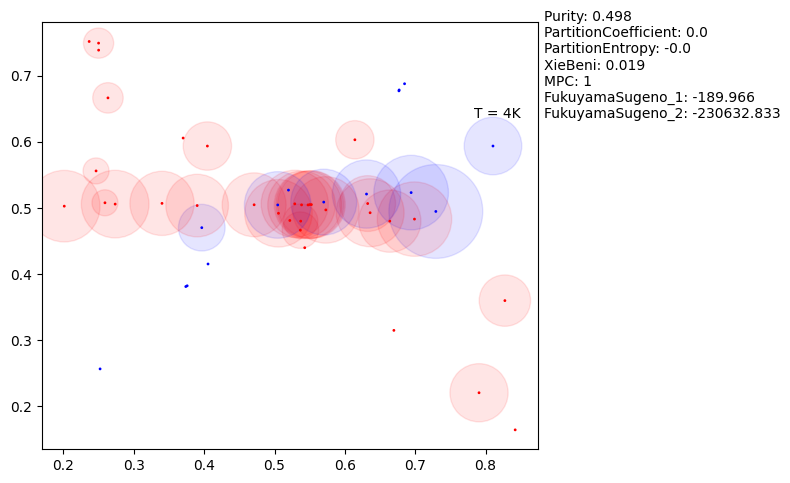 Purity: 0.498
PartitionCoefficient: 0.0
PartitionEntropy: -0.0
XieBeni: 0.019
MPC: 1
FukuyamaSugeno_1: -189.966
FukuyamaSugeno_2: -230632.833
T = 4K
0.7
0.6
0.5
0.4
0.3
0.2
0.2 0.3 0.4 0.5 0.6 0.7 0.8